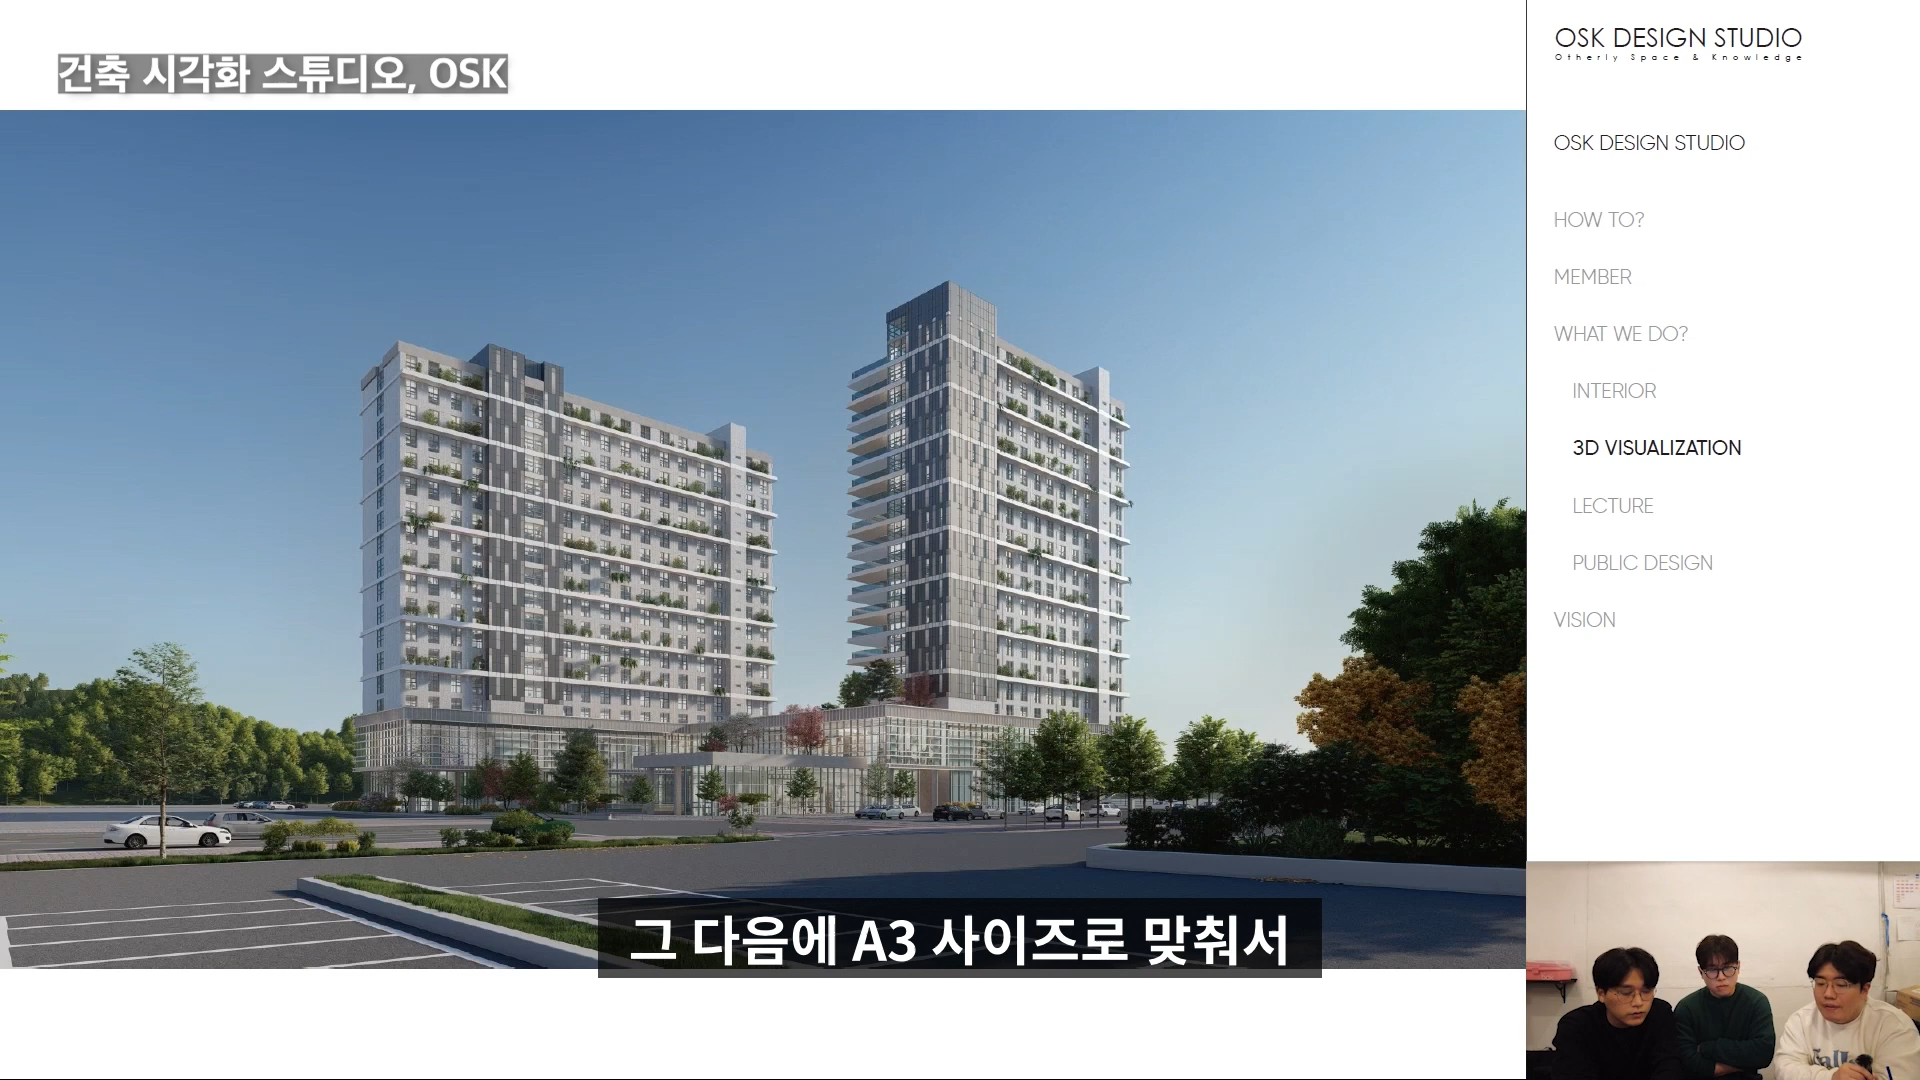 건축 시각화 스튜디오, OSK
OSK DESIGN STUDIO
Otherly Space & Knowledge
OSK DESIGN STUDIO
HOW TO?
MEMBER
WHAT WE DO?
INTERIOR
3D VISUALIZATION
LECTURE
PUBLIC DESIGN
VISION
그 다음에 A3 사이즈로 맞춰서